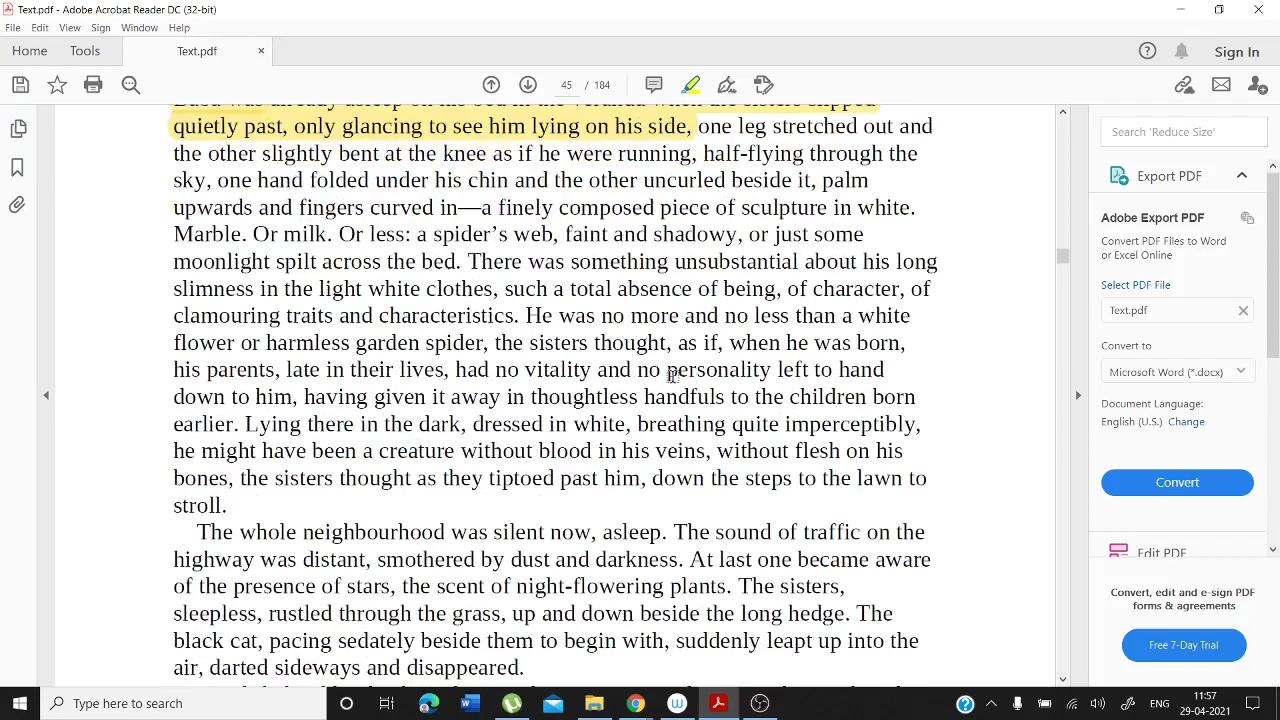 Text.pdf - Adobe Acrobat Reader DC (32-bit)
File Edit View Sign Window Help
Home Tools Text.pdf × ? Sign In
45 / 184
Search 'Reduce Size'
was already asleep on his bed in the veranda when the sisters slipped
quietly past, only glancing to see him lying on his side, one leg stretched out and
the other slightly bent at the knee as if he were running, half-flying through the
sky, one hand folded under his chin and the other uncurled beside it, palm
upwards and fingers curved in—a finely composed piece of sculpture in white.
Marble. Or milk. Or less: a spider’s web, faint and shadowy, or just some
moonlight spilt across the bed. There was something unsubstantial about his long
slimness in the light white clothes, such a total absence of being, of character, of
clamouring traits and characteristics. He was no more and no less than a white
flower or harmless garden spider, the sisters thought, as if, when he was born,
his parents, late in their lives, had no vitality and no personality left to hand
down to him, having given it away in thoughtless handfuls to the children born
earlier. Lying there in the dark, dressed in white, breathing quite imperceptibly,
he might have been a creature without blood in his veins, without flesh on his
bones, the sisters thought as they tiptoed past him, down the steps to the lawn to
stroll.
The whole neighbourhood was silent now, asleep. The sound of traffic on the
highway was distant, smothered by dust and darkness. At last one became aware
of the presence of stars, the scent of night-flowering plants. The sisters,
sleepless, rustled through the grass, up and down beside the long hedge. The
black cat, pacing sedately beside them to begin with, suddenly leapt up into the
air, darted sideways and disappeared.
Export PDF
Adobe Export PDF
Convert PDF Files to Word
or Excel Online
Select PDF File
Text.pdf
Convert to
Microsoft Word (*.docx)
Document Language:
English (U.S.) Change
Convert
Edit PDF
Convert, edit and e-sign PDF
forms & agreements
Free 7-Day Trial
Type here to search
ENG
11:57
29-04-2021